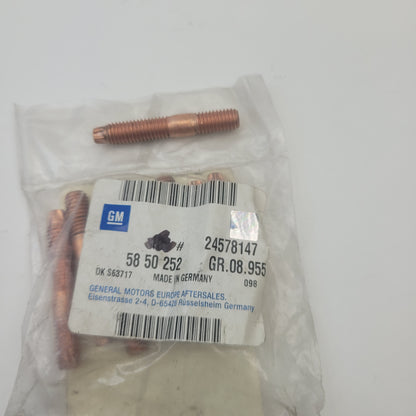 GM
# 24578147
58 50 252 GR.08.955
DK S63717 MADE IN GERMANY 098
GENERAL MOTORS EUROPE AFTERSALES.
Eisenstrasse 2-4, D-65428 Rüsselsheim Germany